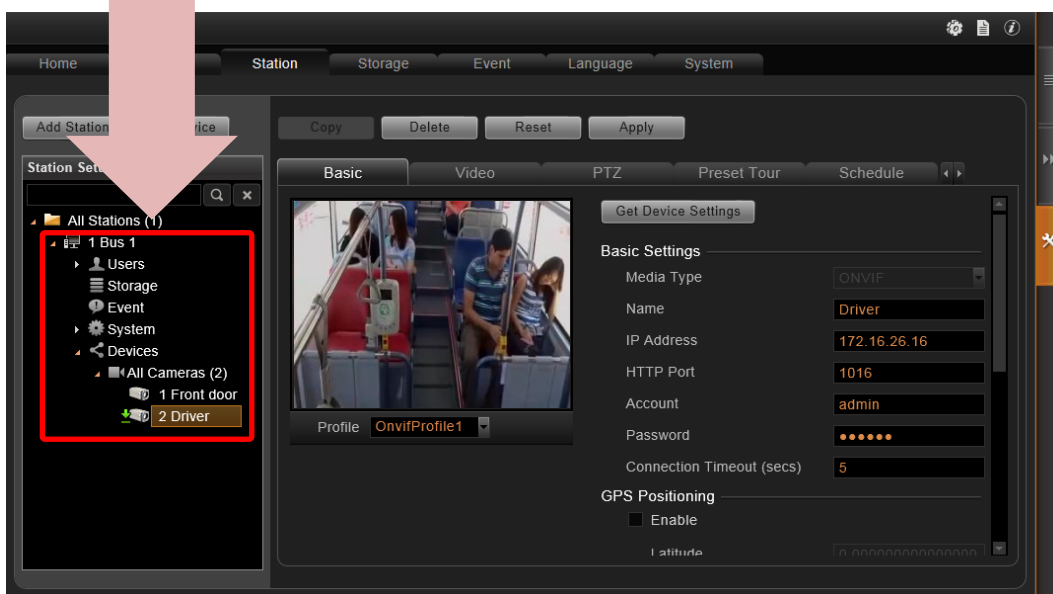 Home Station Storage Event Language System
Add Station vice Copy Delete Reset Apply
Station Set
Basic Video PTZ Preset Tour Schedule
All Stations (1)
1 Bus 1
Users
Storage
Event
System
Devices
All Cameras (2)
1 Front door
2 Driver
Profile OnvifProfile1
Get Device Settings
Basic Settings
Media Type ONVIF
Name Driver
IP Address 172.16.26.16
HTTP Port 1016
Account admin
Password ●●●●●●
Connection Timeout (secs) 5
GPS Positioning
Enable
Latitude 0.000000000000000